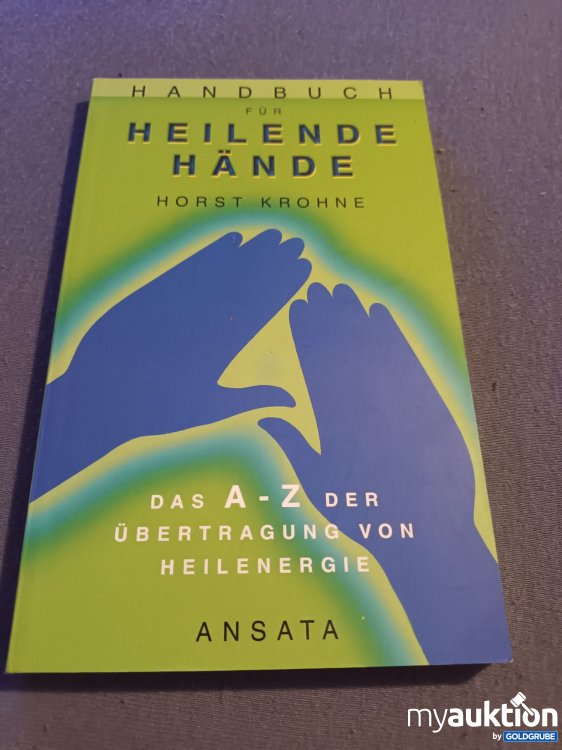 HANDBUCH
FÜR
HEILENDE
HÄNDE
HORST KROHNE
DAS A-Z DER
ÜBERTRAGUNG VON
HEILENERGIE
ANSATA
myauktion
by GOLDGRUBE